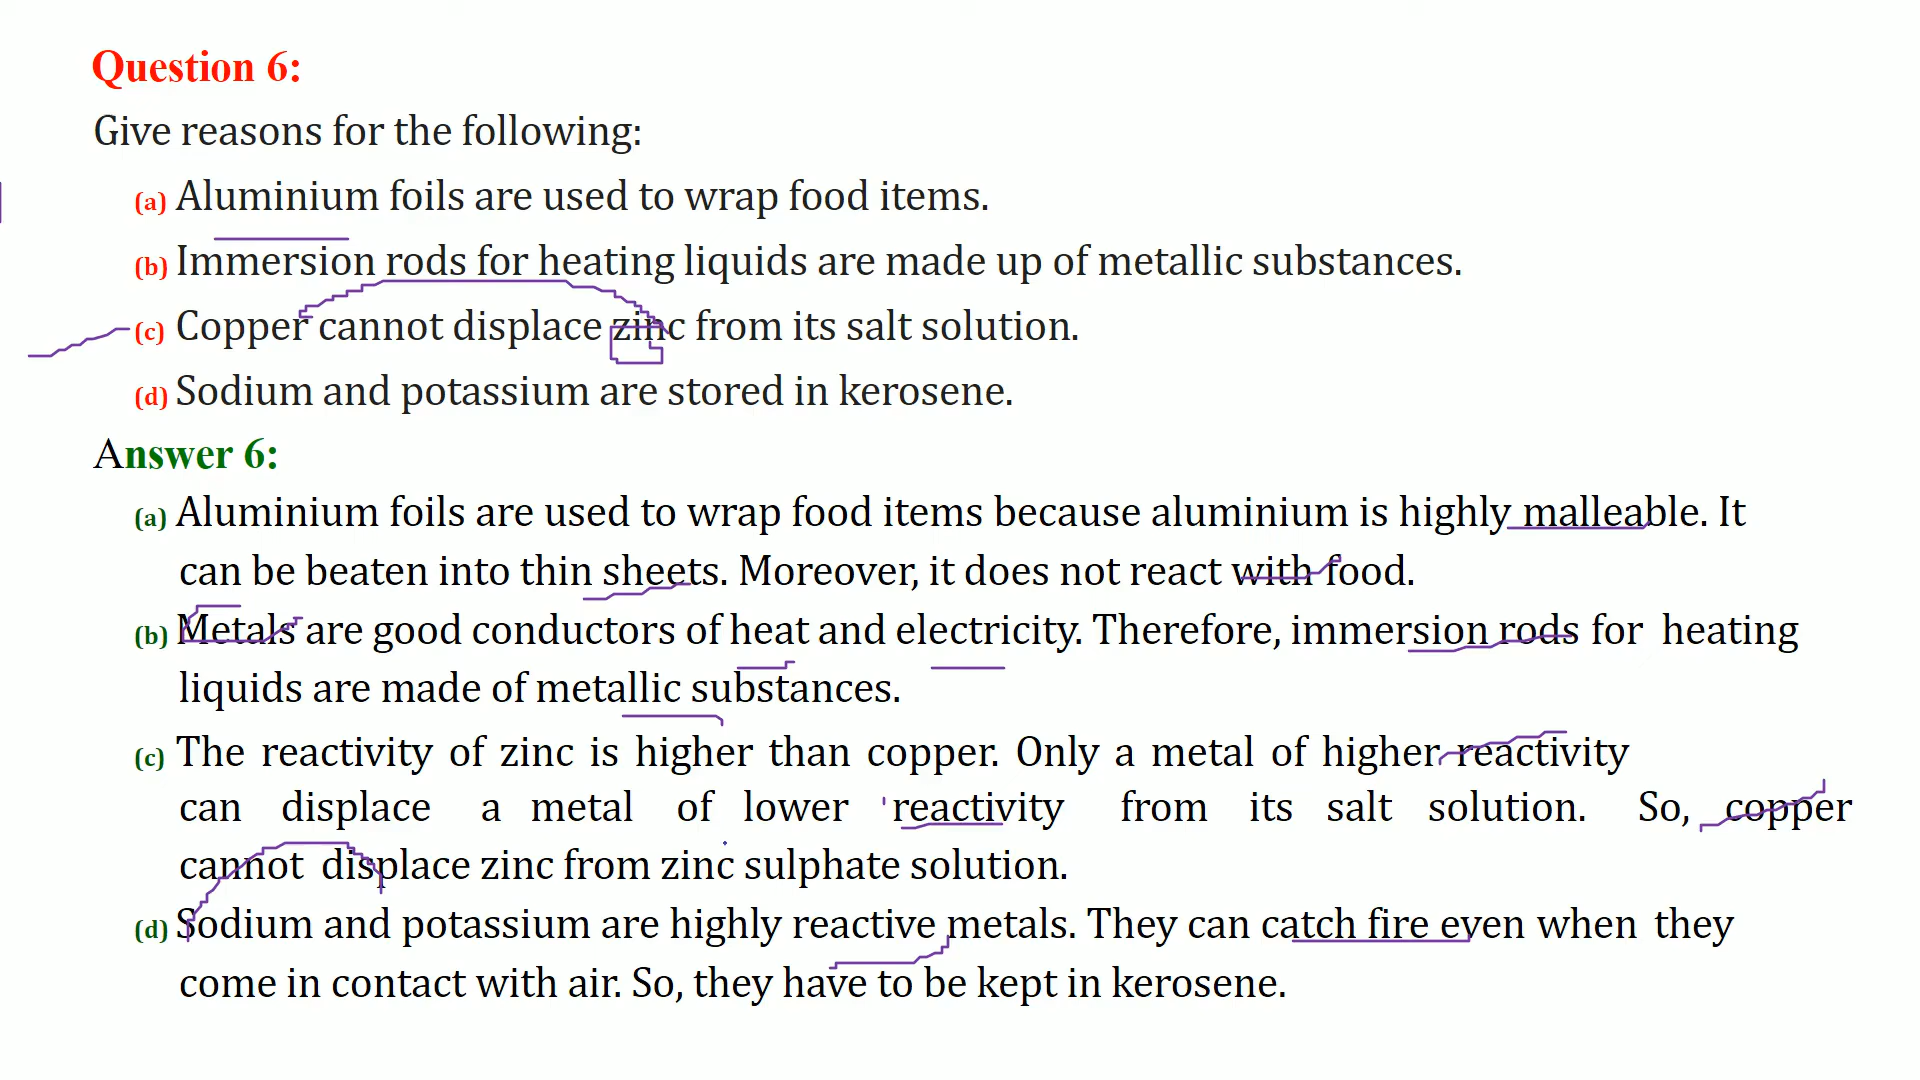 Question 6:
Give reasons for the following:
(a) Aluminium foils are used to wrap food items.
(b) Immersion rods for heating liquids are made up of metallic substances.
(c) Copper cannot displace zinc from its salt solution.
(d) Sodium and potassium are stored in kerosene.
Answer 6:
(a) Aluminium foils are used to wrap food items because aluminium is highly malleable. It
can be beaten into thin sheets. Moreover, it does not react with food.
(b) Metals are good conductors of heat and electricity. Therefore, immersion rods for heating
liquids are made of metallic substances.
(c) The reactivity of zinc is higher than copper. Only a metal of higher reactivity
can displace a metal of lower reactivity from its salt solution. So, copper
cannot displace zinc from zinc sulphate solution.
(d) Sodium and potassium are highly reactive metals. They can catch fire even when they
come in contact with air. So, they have to be kept in kerosene.